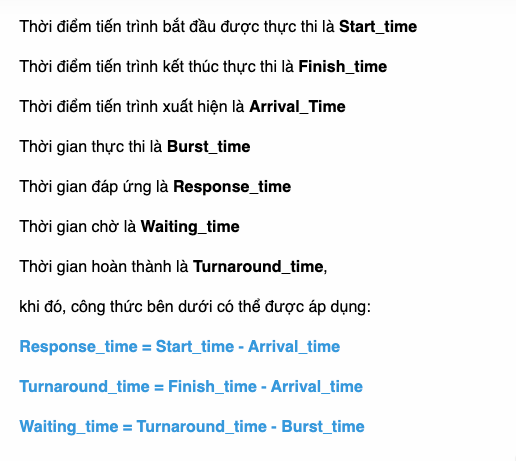 Thời điểm tiến trình bắt đầu được thực thi là Start_time
Thời điểm tiến trình kết thúc thực thi là Finish_time
Thời điểm tiến trình xuất hiện là Arrival_Time
Thời gian thực thi là Burst_time
Thời gian đáp ứng là Response_time
Thời gian chờ là Waiting_time
Thời gian hoàn thành là Turnaround_time,
khi đó, công thức bên dưới có thể được áp dụng:
Response_time = Start_time - Arrival_time
Turnaround_time = Finish_time - Arrival_time
Waiting_time = Turnaround_time - Burst_time